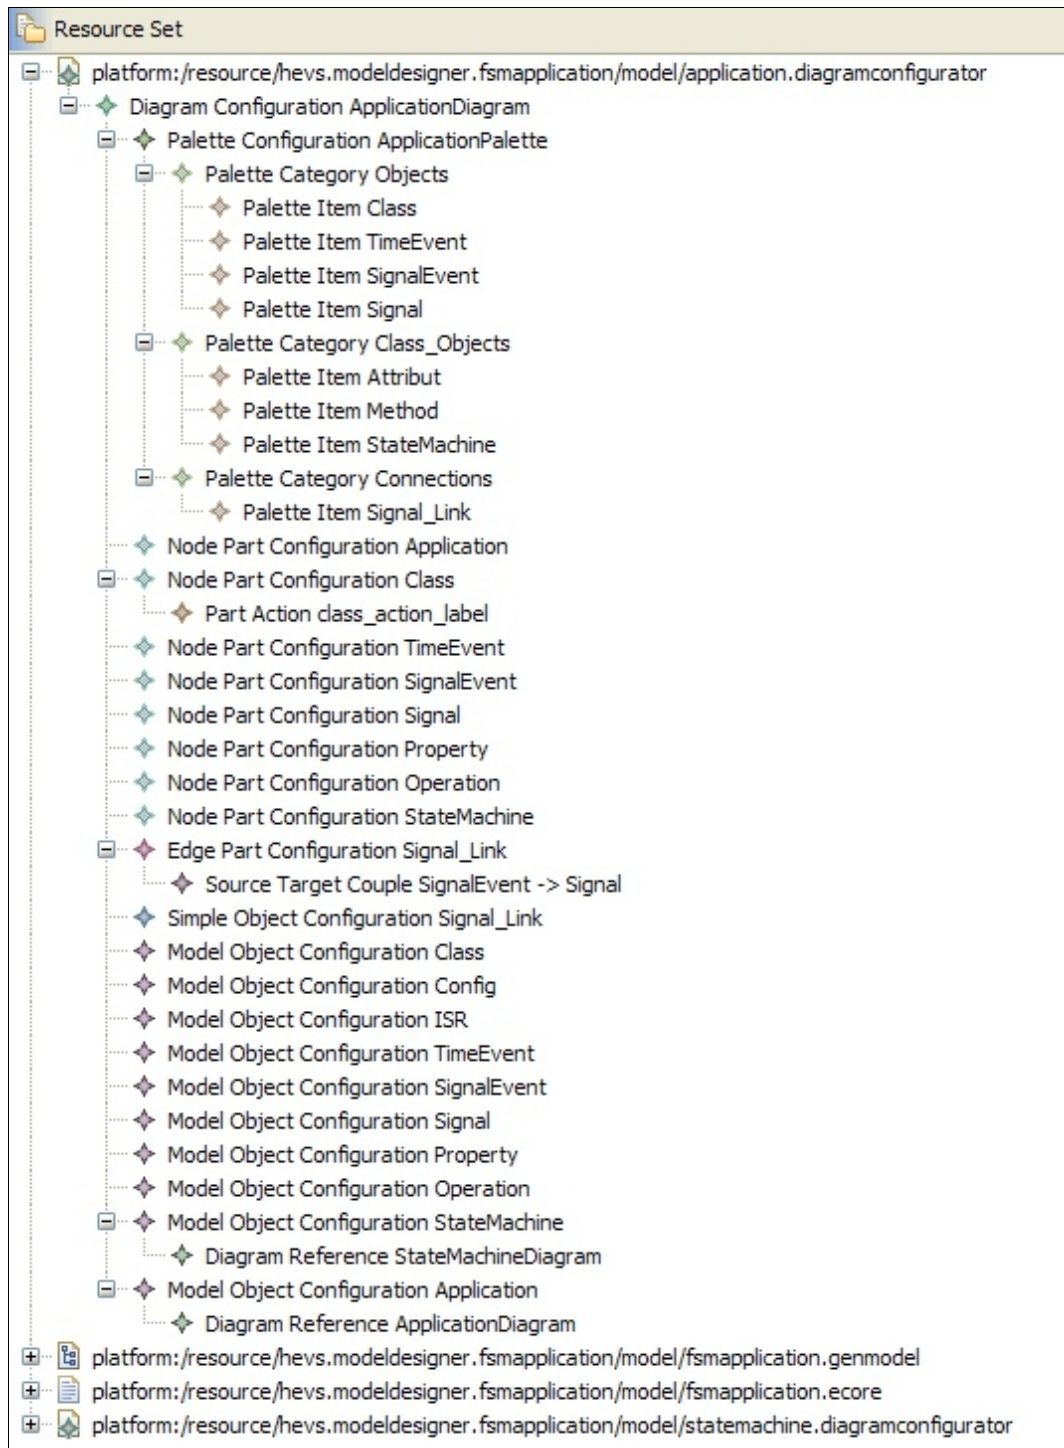 Resource Set
platform:/resource/hevs.modeldesigner.fsmapplication/model/application.diagramconfigurator
Diagram Configuration ApplicationDiagram
Palette Configuration ApplicationPalette
Palette Category Objects
Palette Item Class
Palette Item TimeEvent
Palette Item SignalEvent
Palette Item Signal
Palette Category Class_Objects
Palette Item Attribut
Palette Item Method
Palette Item StateMachine
Palette Category Connections
Palette Item Signal_Link
Node Part Configuration Application
Node Part Configuration Class
Part Action class_action_label
Node Part Configuration TimeEvent
Node Part Configuration SignalEvent
Node Part Configuration Signal
Node Part Configuration Property
Node Part Configuration Operation
Node Part Configuration StateMachine
Edge Part Configuration Signal_Link
Source Target Couple SignalEvent -> Signal
Simple Object Configuration Signal_Link
Model Object Configuration Class
Model Object Configuration Config
Model Object Configuration ISR
Model Object Configuration TimeEvent
Model Object Configuration SignalEvent
Model Object Configuration Signal
Model Object Configuration Property
Model Object Configuration Operation
Model Object Configuration StateMachine
Diagram Reference StateMachineDiagram
Model Object Configuration Application
Diagram Reference ApplicationDiagram
platform:/resource/hevs.modeldesigner.fsmapplication/model/fsmapplication.genmodel
platform:/resource/hevs.modeldesigner.fsmapplication/model/fsmapplication.ecore
platform:/resource/hevs.modeldesigner.fsmapplication/model/statemachine.diagramconfigurator